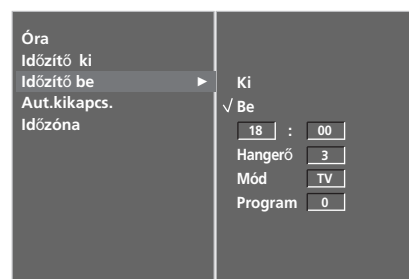 Óra
Időzítő ki
Időzítő be ►
Aut.kikapcs.
Időzóna
Ki
√ Be
18 : 00
Hangerő 3
Mód TV
Program 0